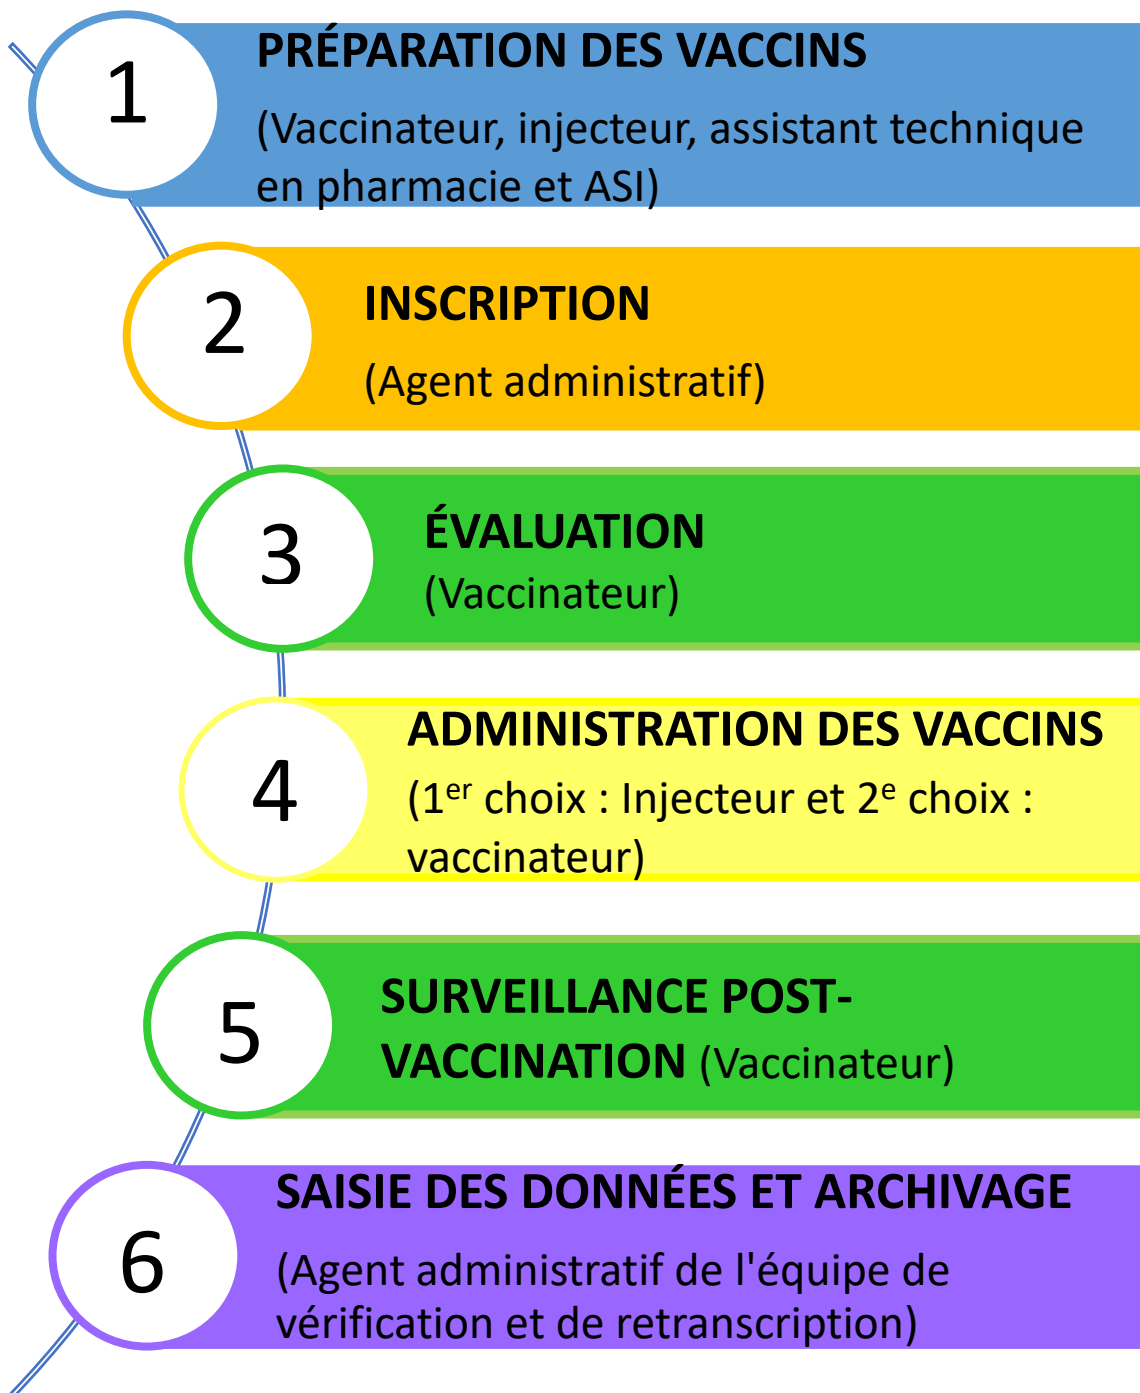 1
PRÉPARATION DES VACCINS
(Vaccinateur, injecteur, assistant technique
en pharmacie et ASI)
2
INSCRIPTION
(Agent administratif)
3
ÉVALUATION
(Vaccinateur)
4
ADMINISTRATION DES VACCINS
(1er choix : Injecteur et 2e choix :
vaccinateur)
5
SURVEILLANCE POST-
VACCINATION (Vaccinateur)
6
SAISIE DES DONNÉES ET ARCHIVAGE
(Agent administratif de l'équipe de
vérification et de retranscription)